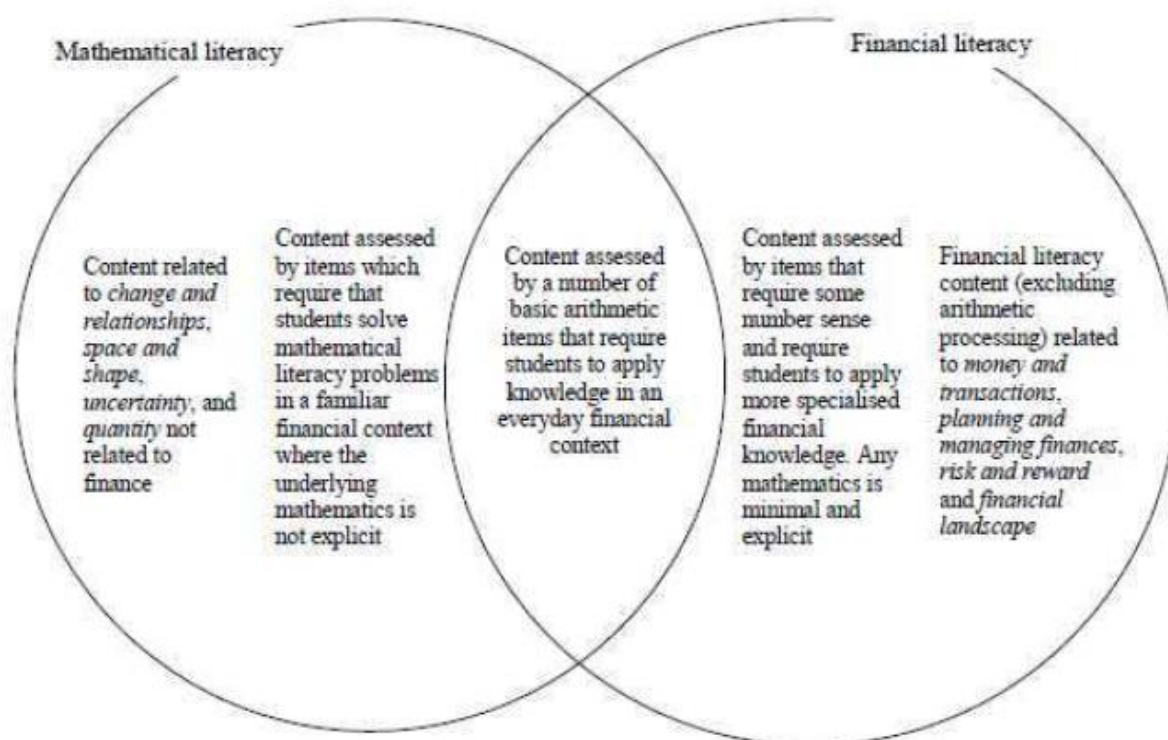 Mathematical literacy
Financial literacy
Content related
to change and
relationships,
space and
shape,
uncertainty, and
quantity not
related to
finance
Content assessed
by items which
require that
students solve
mathematical
literacy problems
in a familiar
financial context
where the
underlying
mathematics is
not explicit
Content assessed
by a number of
basic arithmetic
items that require
students to apply
knowledge in an
everyday financial
context
Content assessed
by items that
require some
number sense
and require
students to apply
more specialised
financial
knowledge. Any
mathematics is
minimal and
explicit
Financial literacy
content (excluding
arithmetic
processing) related
to money and
transactions,
planning and
managing finances,
risk and reward
and financial
landscape